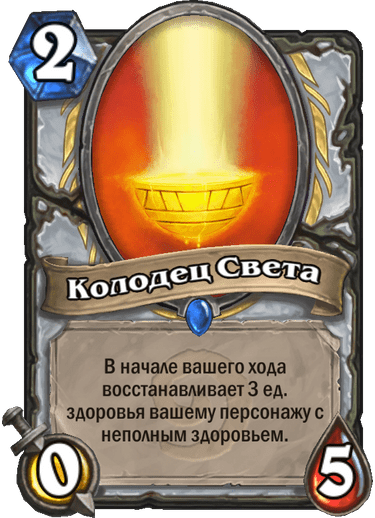 2
Колодец Света
В начале вашего хода
восстанавливает 3 ед.
здоровья вашему персонажу с
неполным здоровьем.
0
5